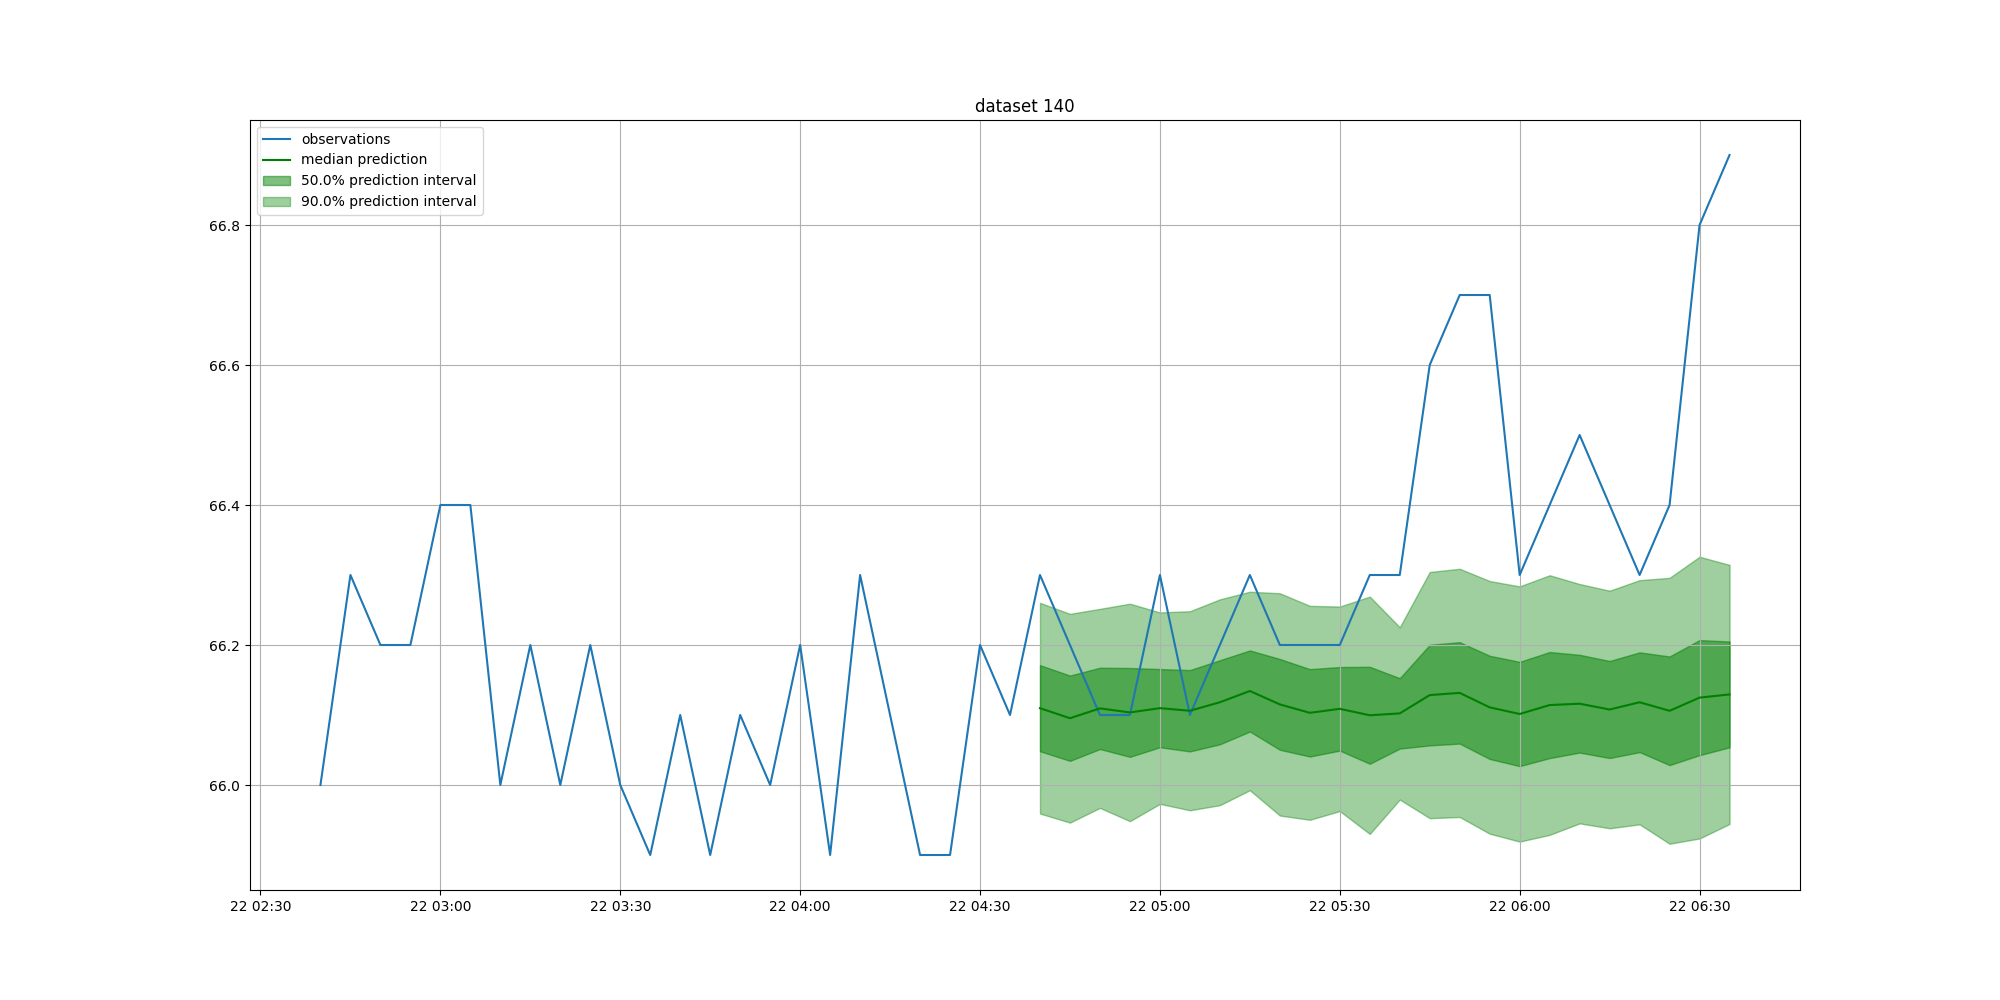 dataset 140
observations
median prediction
50.0% prediction interval
90.0% prediction interval
66.8
66.6
66.4
66.2
66.0
22 02:30
22 03:00
22 03:30
22 04:00
22 04:30
22 05:00
22 05:30
22 06:00
22 06:30